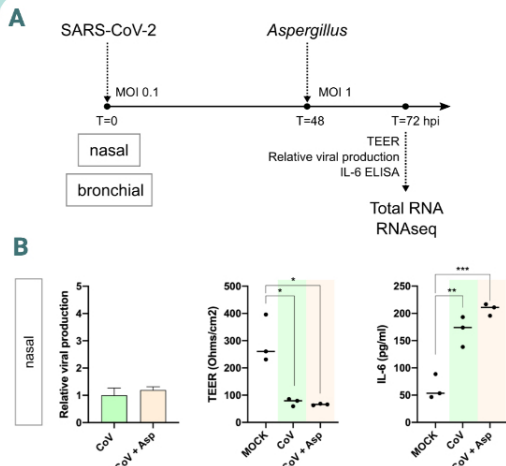 A
SARS-CoV-2
Aspergillus
MOI 0.1
MOI 1
T=0
T=48
T=72 hpi
nasal
bronchial
TEER
Relative viral production
IL-6 ELISA
Total RNA
RNAseq
B
nasal
Relative viral production
5
4
3
2
1
0
CoV
CoV + Asp
TEER (Ohms/cm2)
500
400
300
200
100
0
*
*
MOCK
CoV
CoV + Asp
IL-6 (pg/ml)
250
200
150
100
50
0
***
**
MOCK
CoV
CoV + Asp